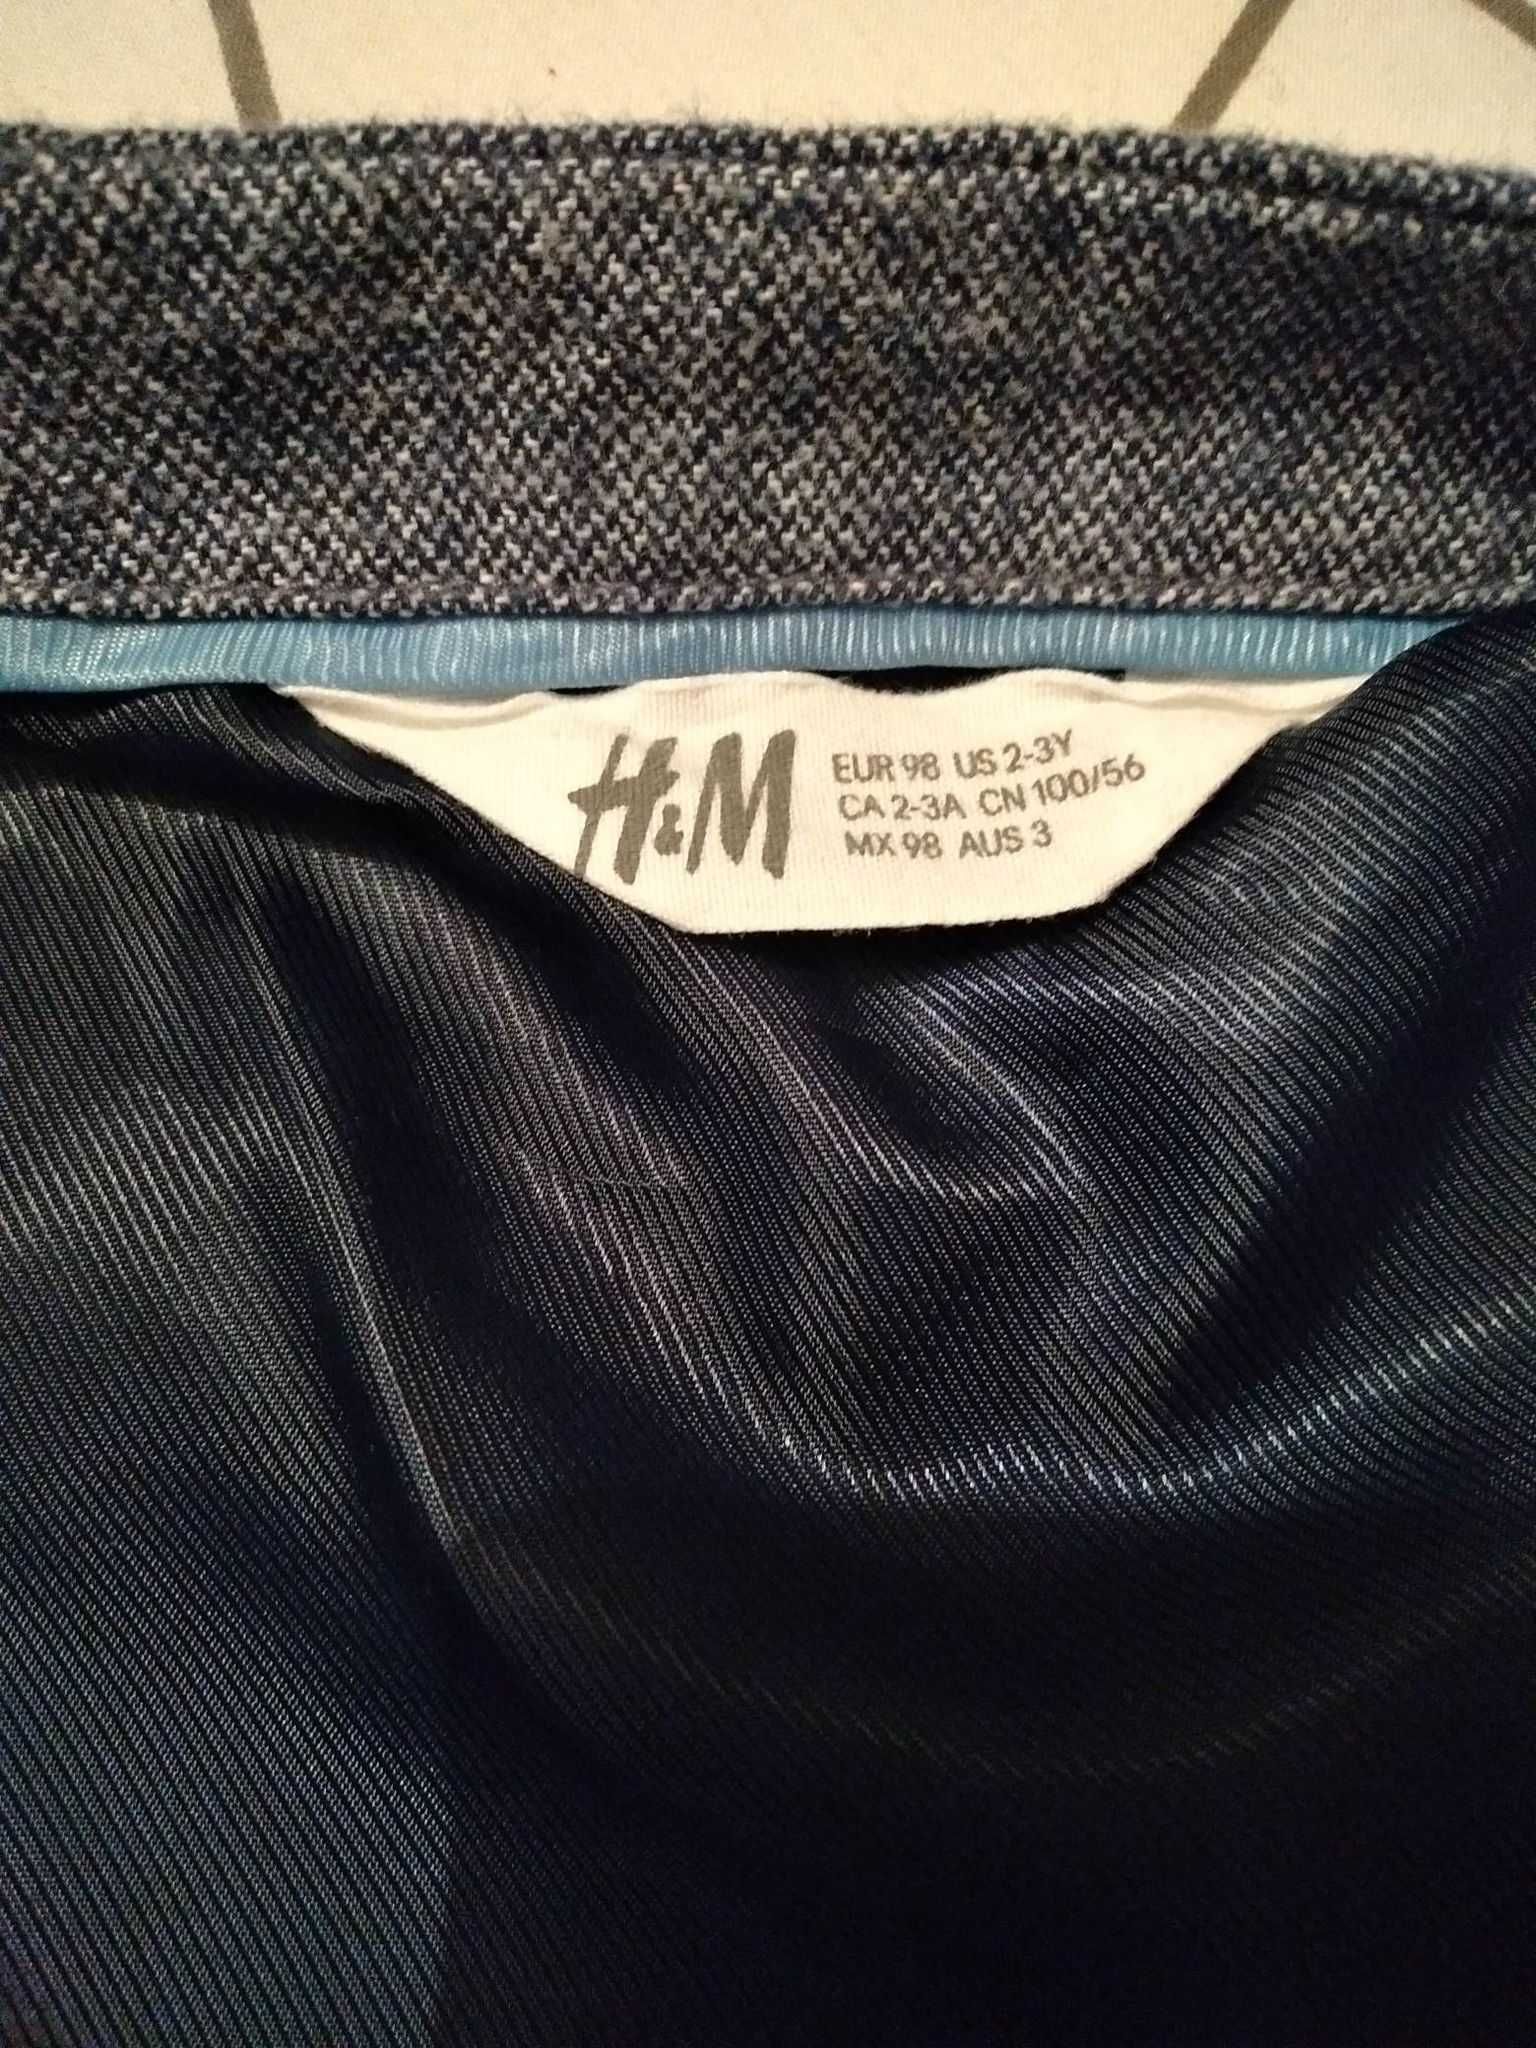 H&M
EUR 98 US 2-3Y
CA 2-3A CN 100/56
MX 98 AUS 3